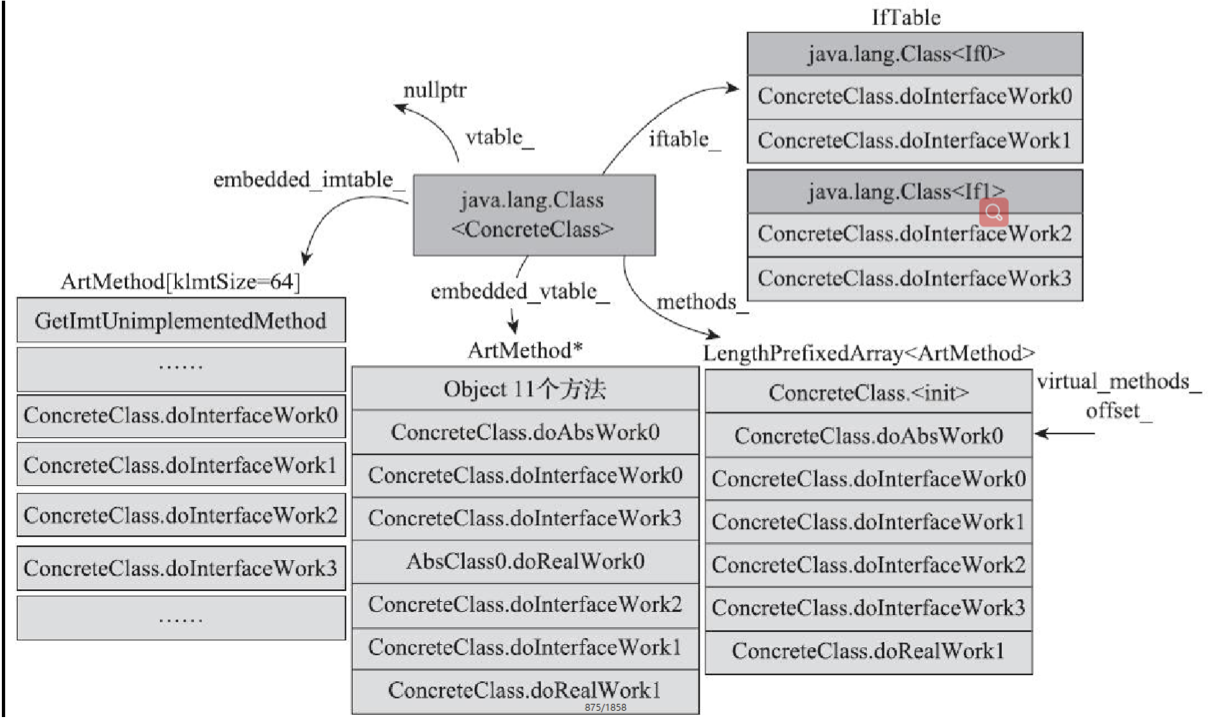 IfTable
java.lang.Class<If0>
ConcreteClass.doInterfaceWork0
ConcreteClass.doInterfaceWork1
java.lang.Class<If1>
ConcreteClass.doInterfaceWork2
ConcreteClass.doInterfaceWork3
nullptr
vtable_
iftable_
embedded_imtable_
java.lang.Class
<ConcreteClass>
embedded_vtable_
methods_
ArtMethod[klmtSize=64]
GetImtUnimplementedMethod
……
ConcreteClass.doInterfaceWork0
ConcreteClass.doInterfaceWork1
ConcreteClass.doInterfaceWork2
ConcreteClass.doInterfaceWork3
……
ArtMethod*
Object 11个方法
ConcreteClass.doAbsWork0
ConcreteClass.doInterfaceWork0
ConcreteClass.doInterfaceWork3
AbsClass0.doRealWork0
ConcreteClass.doInterfaceWork2
ConcreteClass.doInterfaceWork1
ConcreteClass.doRealWork1
LengthPrefixedArray<ArtMethod>
ConcreteClass.<init>
ConcreteClass.doAbsWork0
ConcreteClass.doInterfaceWork0
ConcreteClass.doInterfaceWork1
ConcreteClass.doInterfaceWork2
ConcreteClass.doInterfaceWork3
ConcreteClass.doRealWork1
virtual_methods_
offset_
875/1858